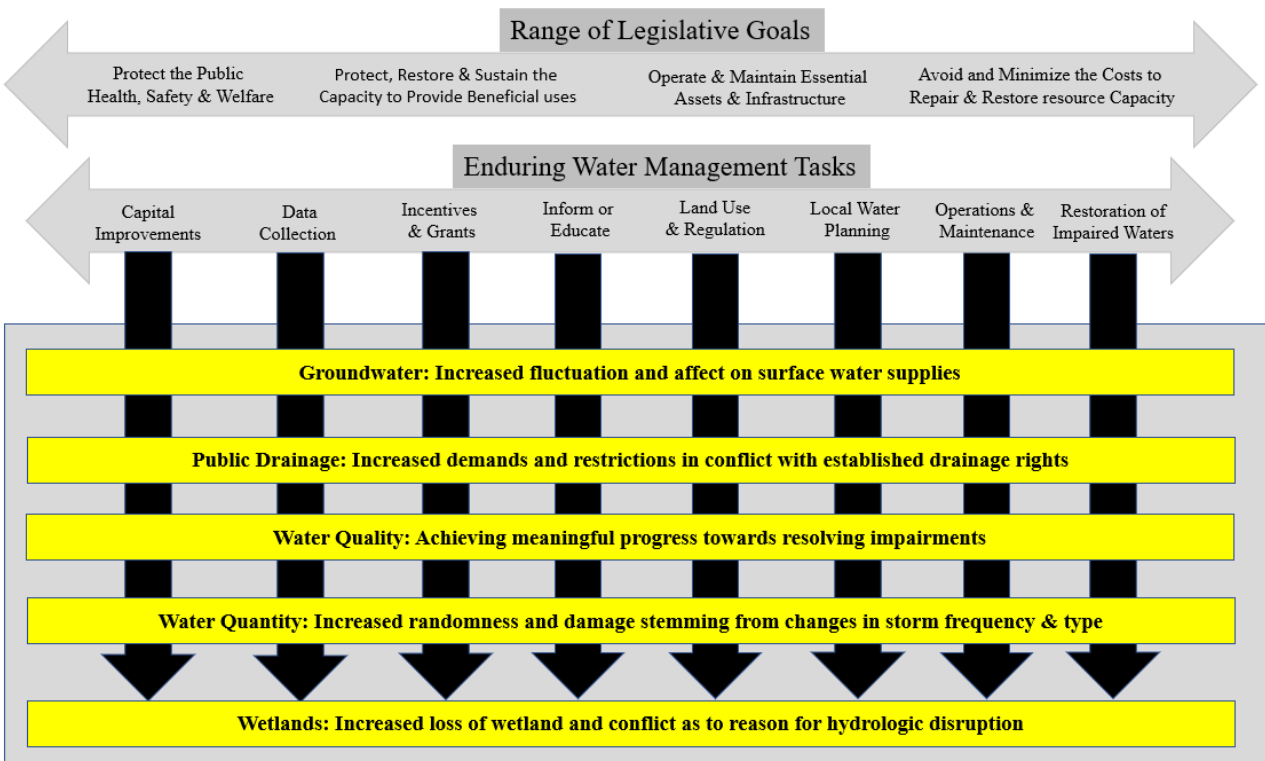 Range of Legislative Goals
Protect the Public
Health, Safety & Welfare
Protect, Restore & Sustain the
Capacity to Provide Beneficial uses
Operate & Maintain Essential
Assets & Infrastructure
Avoid and Minimize the Costs to
Repair & Restore resource Capacity
Enduring Water Management Tasks
Capital
Improvements
Data
Collection
Incentives
& Grants
Inform or
Educate
Land Use
& Regulation
Local Water
Planning
Operations &
Maintenance
Restoration of
Impaired Waters
Groundwater: Increased fluctuation and affect on surface water supplies
Public Drainage: Increased demands and restrictions in conflict with established drainage rights
Water Quality: Achieving meaningful progress towards resolving impairments
Water Quantity: Increased randomness and damage stemming from changes in storm frequency & type
Wetlands: Increased loss of wetland and conflict as to reason for hydrologic disruption